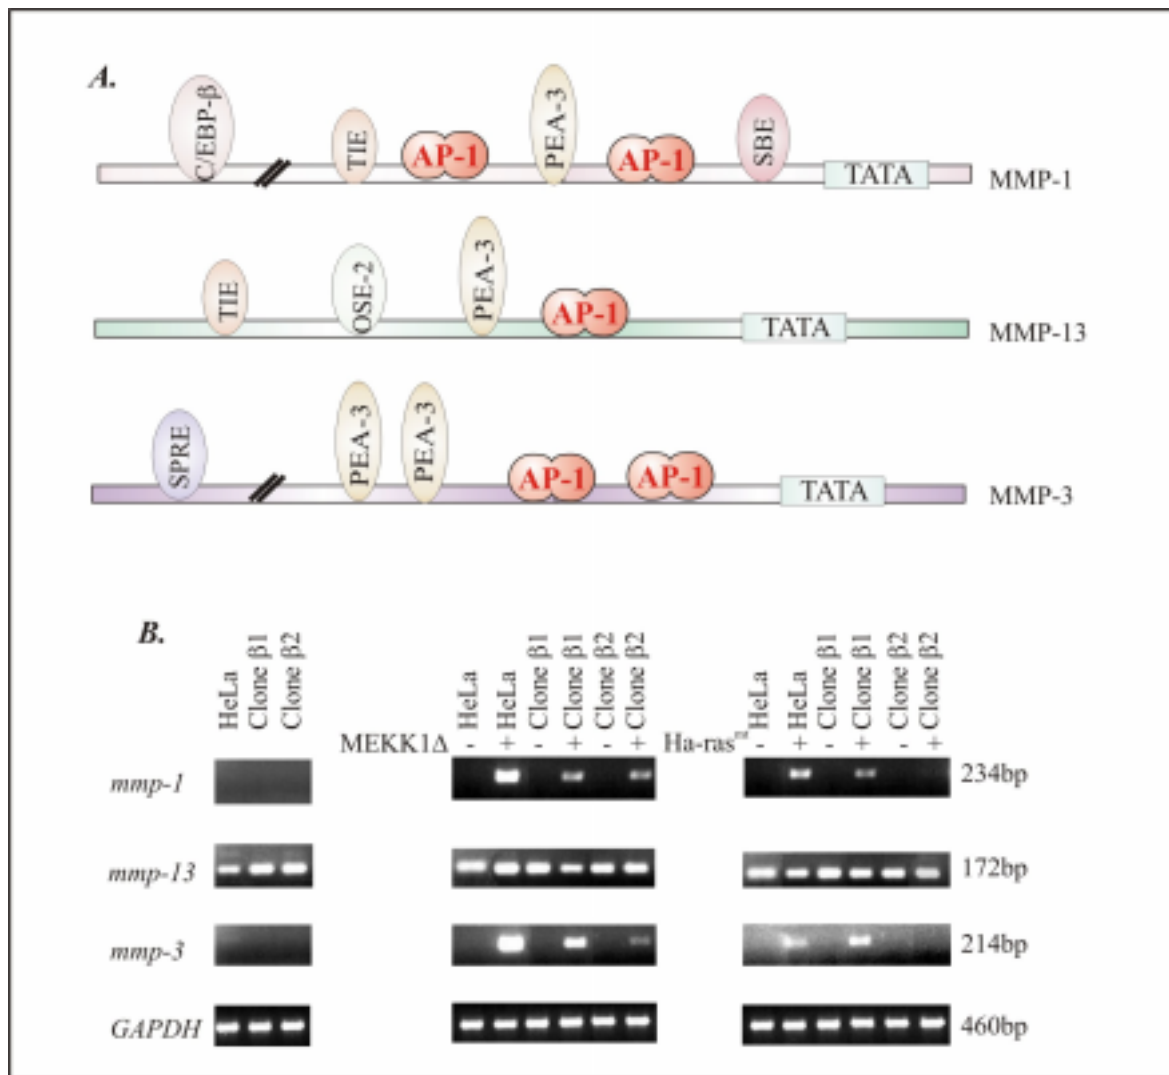 A.
C/EBP-β TIE AP-1 PEA-3 AP-1 SBE TATA MMP-1
TIE OSE-2 PEA-3 AP-1 TATA MMP-13
SPRE PEA-3 PEA-3 AP-1 AP-1 TATA MMP-3
B.
HeLa Clone β1 Clone β2 HeLa HeLa Clone β1 Clone β1 Clone β2 Clone β2 HeLa HeLa Clone β1 Clone β1 Clone β2 Clone β2
MEKK1Δ - + - + - + Ha-ras - + - + - +
mmp-1 234bp
mmp-13 172bp
mmp-3 214bp
GAPDH 460bp